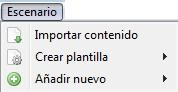 Escenario
Importar contenido
Crear plantilla
Añadir nuevo